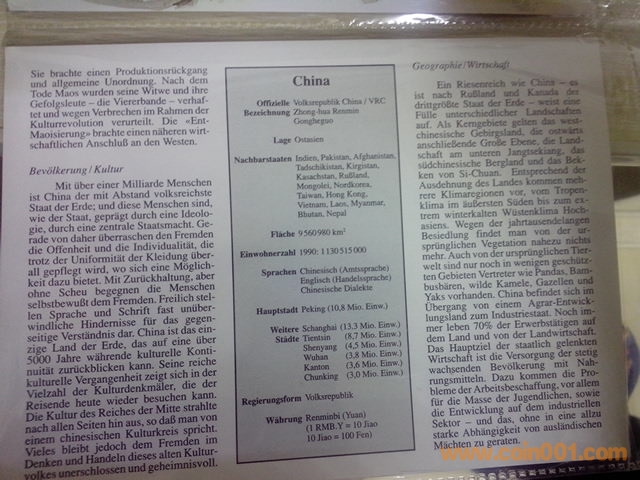 Sie brachte einen Produktionsrückgang
und allgemeine Unordnung. Nach dem
Tode Maos wurden seine Witwe und ihre
Gefolgsleute – die Viererbande – verhaf-
tet und wegen Verbrechen im Rahmen der
Kulturrevolution verurteilt. Die »Ent-
Maoisierung« brachte einen näheren wirt-
schaftlichen Anschluß an den Westen.
Bevölkerung / Kultur
Mit über einer Milliarde Menschen
ist China der mit Abstand volksreichste
Staat der Erde; und diese Menschen sind,
wie der Staat, geprägt durch eine Ideolo-
gie, durch eine zentrale Staatsmacht. Ge-
rade von daher überraschen den Fremden
die Offenheit und die Individualität, die
trotz der Uniformität der Kleidung über-
all gepflegt wird, wo sich eine Möglich-
keit dazu bietet. Mit Zurückhaltung, aber
ohne Scheu begegnen die Menschen
selbstbewußt dem Fremden. Freilich stel-
len Sprache und Schrift fast unüber-
windliche Hindernisse für das gegen-
seitige Verständnis dar. China ist das ein-
zige Land der Erde, das auf eine über
5000 Jahre währende kulturelle Konti-
nuität zurückblicken kann. Seine reiche
kulturelle Vergangenheit zeigt sich in der
Vielzahl der Kulturdenkmäler, die der
Reisende heute wieder besuchen kann.
Die Kultur des Reiches der Mitte strahlte
nach allen Seiten hin aus, so daß man von
einem chinesischen Kulturkreis spricht.
Vieles bleibt jedoch dem Fremden im
Denken und Handeln dieses alten Kultur-
volkes unerschlossen und geheimnisvoll.
China
Offizielle Volksrepublik China / VRC
Bezeichnung Zhong-hua Renmin
Gongheguo
Lage Ostasien
Nachbarstaaten Indien, Pakistan, Afghanistan,
Tadschikistan, Kirgistan,
Kasachstan, Rußland,
Mongolei, Nordkorea,
Taiwan, Hong Kong,
Vietnam, Laos, Myanmar,
Bhutan, Nepal
Fläche 9560980 km²
Einwohnerzahl 1990: 1130515000
Sprachen Chinesisch (Amtssprache)
Englisch (Handelssprache)
Chinesische Dialekte
Hauptstadt Peking (10,8 Mio. Einw.)
Weitere Schanghai (13,3 Mio. Einw.)
Städte Tientsin (8,7 Mio. Einw.)
Shenyang (4,5 Mio. Einw.)
Wuhan (3,8 Mio. Einw.)
Kanton (3,6 Mio. Einw.)
Chunking (3,0 Mio. Einw.)
Regierungsform Volksrepublik
Währung Renminbi (Yuan)
(1 RMB.Y = 10 Jiao
10 Jiao = 100 Fen)
Geographie / Wirtschaft
Ein Riesenreich wie China – es
ist nach Rußland und Kanada der
drittgrößte Staat der Erde – weist eine
Fülle unterschiedlicher Landschaften
auf. Als Kerngebiete gelten das west-
chinesische Gebirgsland, die ostwärts
anschließende Große Ebene, die Land-
schaft am unteren Jangtsekiang, das
südchinesische Bergland und das Bek-
ken von Si-Chuan. Entsprechend der
Ausdehnung des Landes kommen meh-
rere Klimaregionen vor, vom Tropen-
klima im äußersten Süden bis zum ex-
trem winterkalten Wüstenklima Hoch-
asiens. Wegen der jahrtausendelangen
Besiedlung findet man von der ur-
sprünglichen Vegetation nahezu nichts
mehr. Auch von der ursprünglichen Tier-
welt sind nur noch in wenigen geschütz-
ten Gebieten Vertreter wie Pandas, Bam-
busbären, wilde Kamele, Gazellen und
Yaks vorhanden. China befindet sich im
Übergang von einem Agrar-Entwick-
lungsland zum Industriestaat. Noch im-
mer leben 70% der Erwerbstätigen auf
dem Land und von der Landwirtschaft.
Das Hauptziel der staatlich gelenkten
Wirtschaft ist die Versorgung der stetig
wachsenden Bevölkerung mit Nah-
rungsmitteln. Dazu kommen die Pro-
bleme der Arbeitsbeschaffung, vor allem
für die Masse der Jugendlichen, sowie
die Entwicklung auf dem industriellen
Sektor – und das, ohne in eine allzu
starke Abhängigkeit von ausländischen
Mächten zu geraten.
www.csin001.com